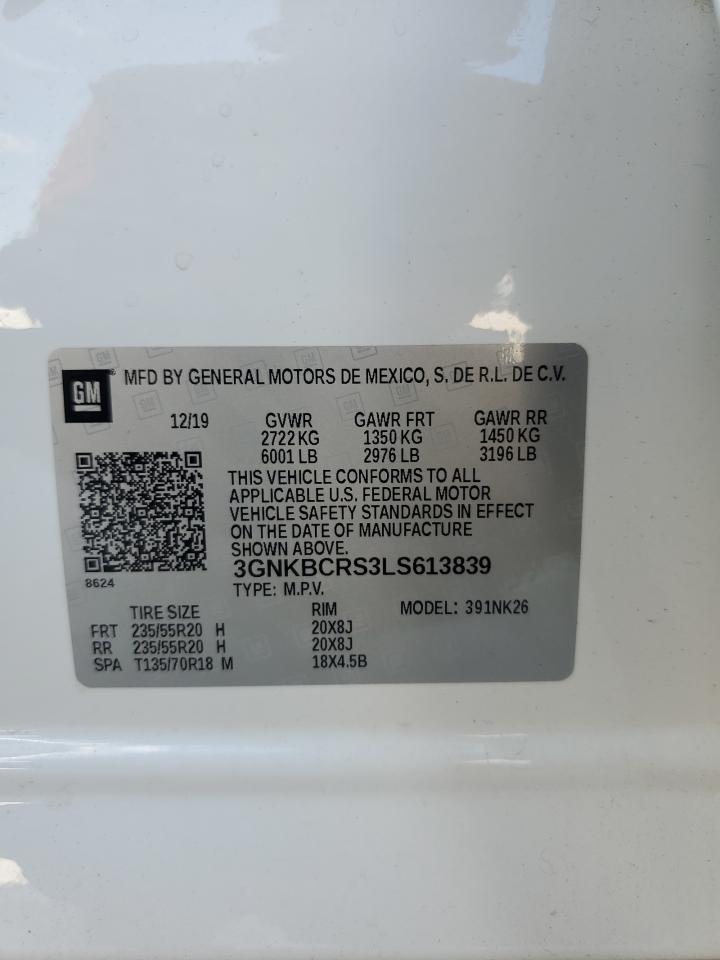 GM ® MFD BY GENERAL MOTORS DE MEXICO, S. DE R.L. DE C.V.
12/19 GVWR GAWR FRT GAWR RR
2722 KG 1350 KG 1450 KG
6001 LB 2976 LB 3196 LB
THIS VEHICLE CONFORMS TO ALL
APPLICABLE U.S. FEDERAL MOTOR
VEHICLE SAFETY STANDARDS IN EFFECT
ON THE DATE OF MANUFACTURE
SHOWN ABOVE.
3GNKBCRS3LS613839
8624 TYPE: M.P.V.
TIRE SIZE RIM MODEL: 391NK26
FRT 235/55R20 H 20X8J
RR 235/55R20 H 20X8J
SPA T135/70R18 M 18X4.5B